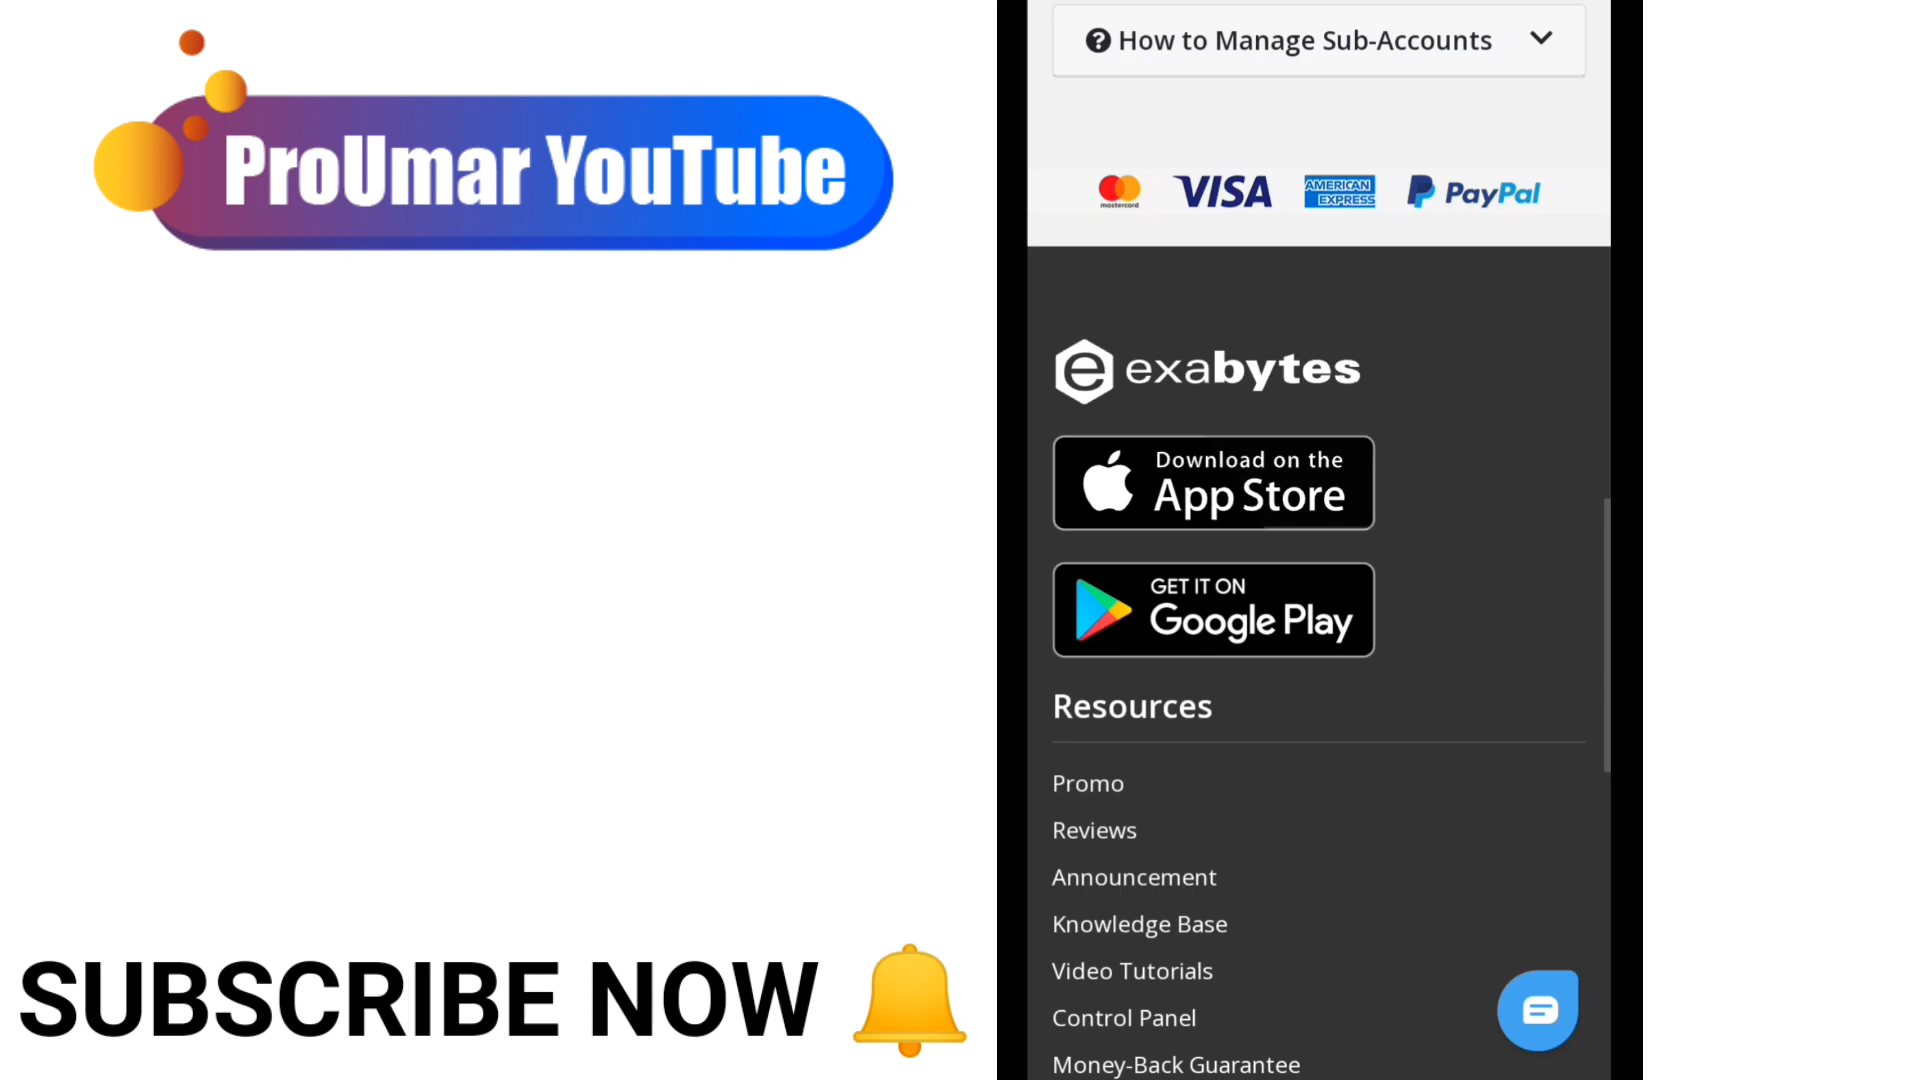 ProUmar YouTube
SUBSCRIBE NOW
How to Manage Sub-Accounts
mastercard
VISA
AMERICAN
EXPRESS
PayPal
exabytes
Download on the
App Store
GET IT ON
Google Play
Resources
Promo
Reviews
Announcement
Knowledge Base
Video Tutorials
Control Panel
Money-Back Guarantee